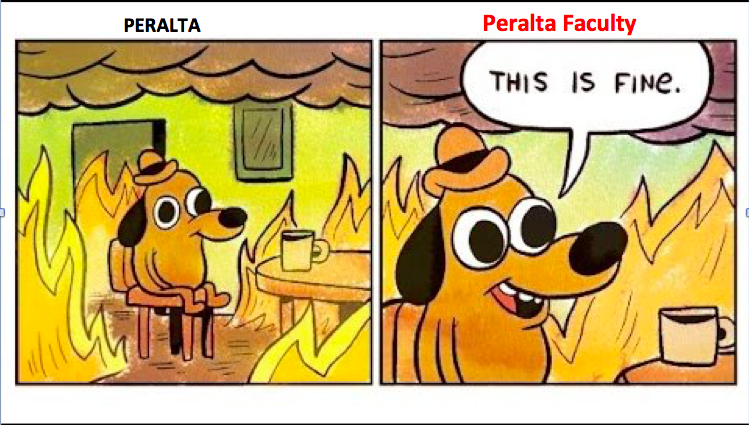 PERALTA
Peralta Faculty
THIS IS FINE.